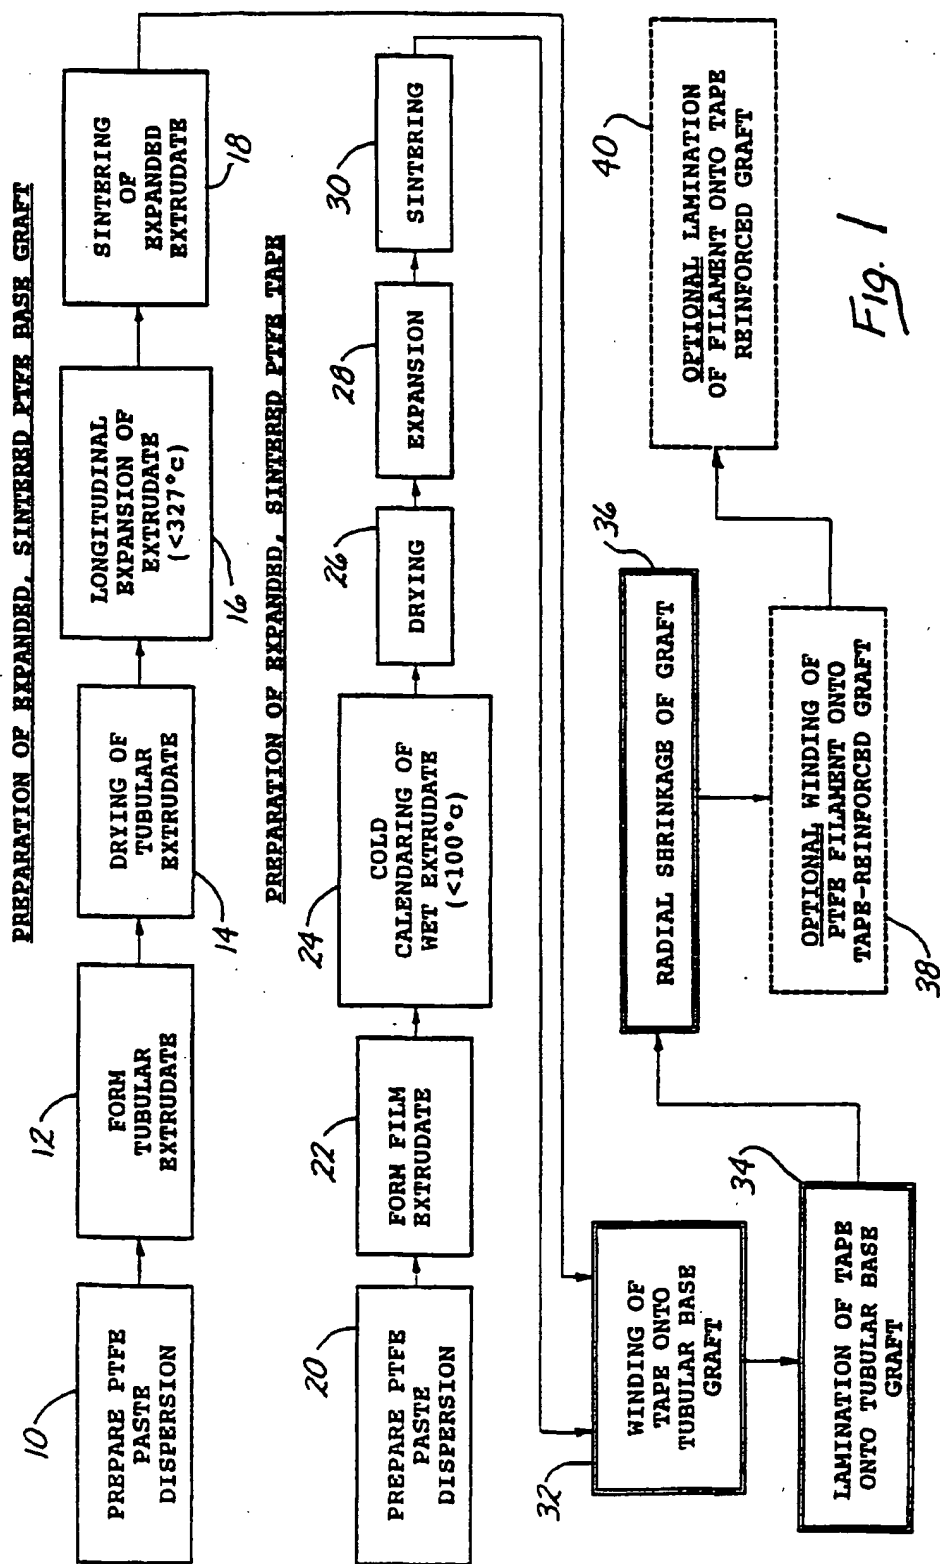 PREPARATION OF EXPANDED, SINTERED PTFE BASE GRAFT
10
PREPARE PTFE
PASTE
DISPERSION
12
FORM
TUBULAR
EXTRUDATE
14
DRYING OF
TUBULAR
EXTRUDATE
16
LONGITUDINAL
EXPANSION OF
EXTRUDATE
(<327°c)
18
SINTERING
OF
EXPANDED
EXTRUDATE
PREPARATION OF EXPANDED, SINTERED PTFE TAPE
20
PREPARE PTFE
PASTE
DISPERSION
22
FORM FILM
EXTRUDATE
24
COLD
CALENDARING OF
WET EXTRUDATE
(<100°c)
26
DRYING
28
EXPANSION
30
SINTERING
32
WINDING OF
TAPE ONTO
TUBULAR BASE
GRAFT
34
LAMINATION OF TAPE
ONTO TUBULAR BASE
GRAFT
36
RADIAL SHRINKAGE OF GRAFT
38
OPTIONAL WINDING OF
PTFE FILAMENT ONTO
TAPE-REINFORCED GRAFT
40
OPTIONAL LAMINATION
OF FILAMENT ONTO TAPE
REINFORCED GRAFT
Fig. 1